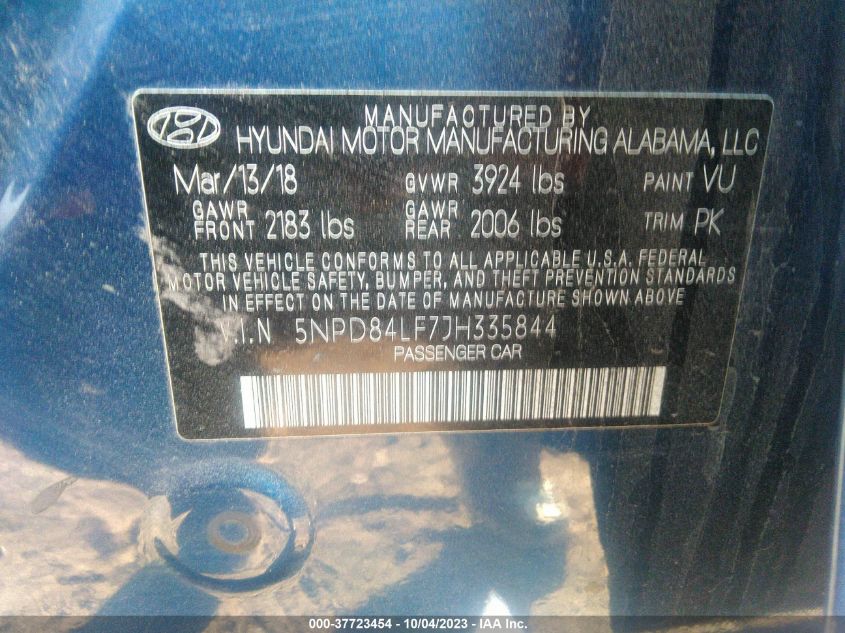 MANUFACTURED BY
HYUNDAI MOTOR MANUFACTURING ALABAMA, LLC
Mar/13/18 GVWR 3924 lbs PAINT VU
GAWR FRONT 2183 lbs GAWR REAR 2006 lbs TRIM PK
THIS VEHICLE CONFORMS TO ALL APPLICABLE U.S.A. FEDERAL
MOTOR VEHICLE SAFETY, BUMPER, AND THEFT PREVENTION STANDARDS
IN EFFECT ON THE DATE OF MANUFACTURE SHOWN ABOVE
V.I.N 5NPD84LF7JH335844
PASSENGER CAR
000-37723454 - 10/04/2023 - IAA Inc.